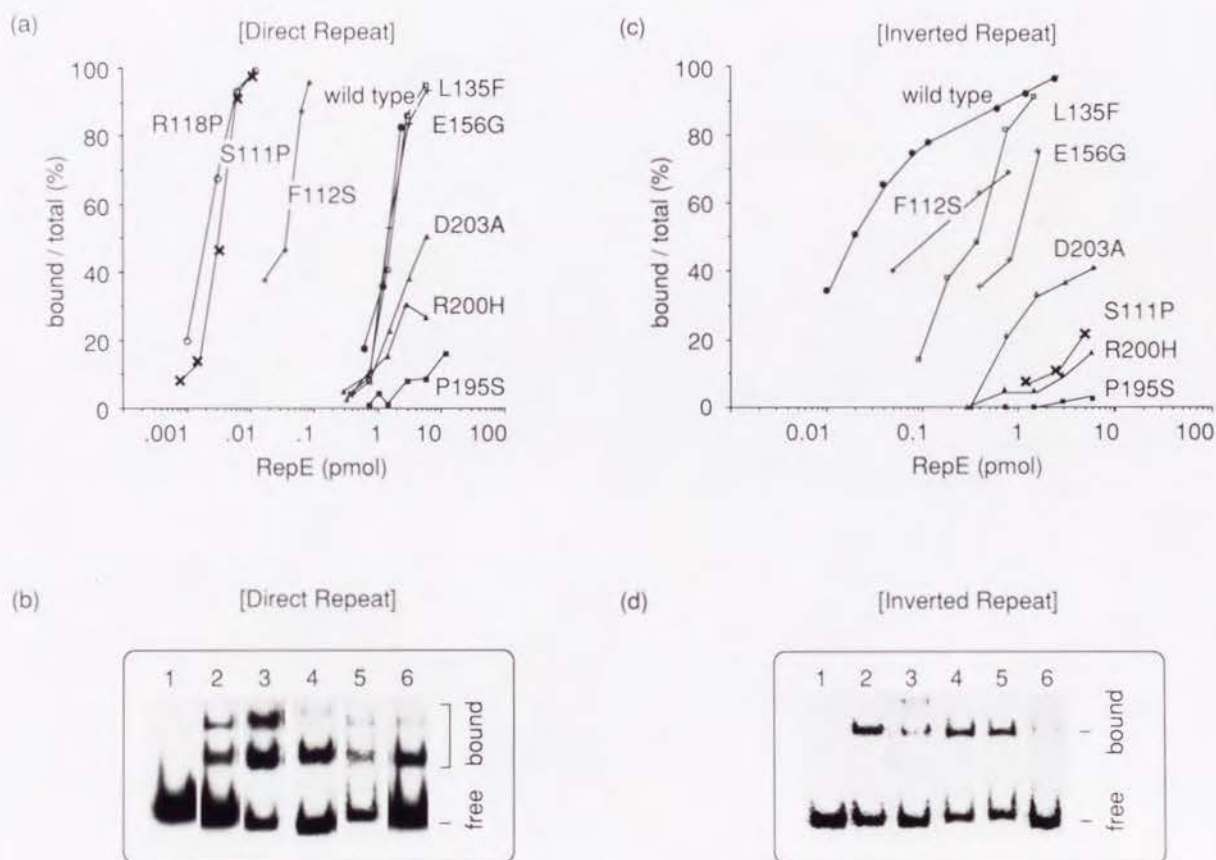 (a)
[Direct Repeat]
bound / total (%)
100
80
60
40
20
0
R118P
S111P
F112S
wild type
L135F
E156G
D203A
R200H
P195S
.001 .01 .1 1 10 100
RepE (pmol)
(c)
[Inverted Repeat]
bound / total (%)
100
80
60
40
20
0
wild type
L135F
E156G
F112S
D203A
S111P
R200H
P195S
0.01 0.1 1 10 100
RepE (pmol)
(b)
[Direct Repeat]
1 2 3 4 5 6
bound
free
(d)
[Inverted Repeat]
1 2 3 4 5 6
bound
free